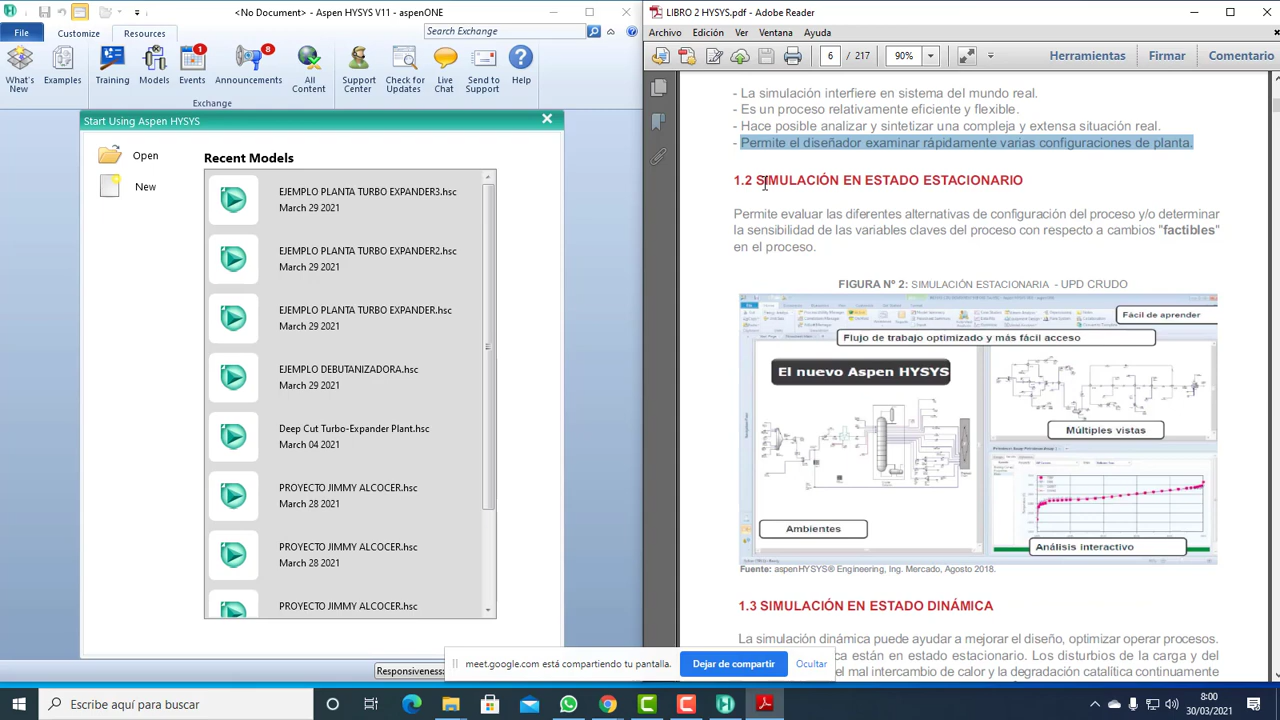 <No Document> - Aspen HYSYS V11 - aspenONE
File
Customize
Resources
Search Exchange
What's New
Examples
Training
Models
1
Events
8
Announcements
All Content
Exchange
Support Center
Check for Updates
Live Chat
Send to Support
Help
Start Using Aspen HYSYS
Open
New
Recent Models
EJEMPLO PLANTA TURBO EXPANDER3.hsc
March 29 2021
EJEMPLO PLANTA TURBO EXPANDER2.hsc
March 29 2021
EJEMPLO PLANTA TURBO EXPANDER.hsc
March 29 2021
EJEMPLO DEBUTANIZADORA.hsc
March 29 2021
Deep Cut Turbo-Expander Plant.hsc
March 04 2021
PROYECTO JIMMY ALCOCER.hsc
March 28 2021
PROYECTO JIMMY ALCOCER.hsc
March 28 2021
PROYECTO JIMMY ALCOCER.hsc
Responsiveness:
LIBRO 2 HYSYS.pdf - Adobe Reader
Archivo Edición Ver Ventana Ayuda
6 / 217 90% Herramientas Firmar Comentario
- La simulación interfiere en sistema del mundo real.
- Es un proceso relativamente eficiente y flexible.
- Hace posible analizar y sintetizar una compleja y extensa situación real.
- Permite el diseñador examinar rápidamente varias configuraciones de planta.
1.2 SIMULACIÓN EN ESTADO ESTACIONARIO
Permite evaluar las diferentes alternativas de configuración del proceso y/o determinar
la sensibilidad de las variables claves del proceso con respecto a cambios "factibles"
en el proceso.
FIGURA Nº 2: SIMULACIÓN ESTACIONARIA - UPD CRUDO
Fácil de aprender
Flujo de trabajo optimizado y más fácil acceso
El nuevo Aspen HYSYS
Múltiples vistas
Ambientes
Análisis interactivo
Fuente: aspenHYSYS® Engineering, Ing. Mercado, Agosto 2018.
1.3 SIMULACIÓN EN ESTADO DINÁMICA
La simulación dinámica puede ayudar a mejorar el diseño, optimizar operar procesos.
ica están en estado estacionario. Los disturbios de la carga y del
el mal intercambio de calor y la degradación catalítica continuamente
meet.google.com está compartiendo tu pantalla.
Dejar de compartir
Ocultar
Escribe aquí para buscar
8:00
30/03/2021